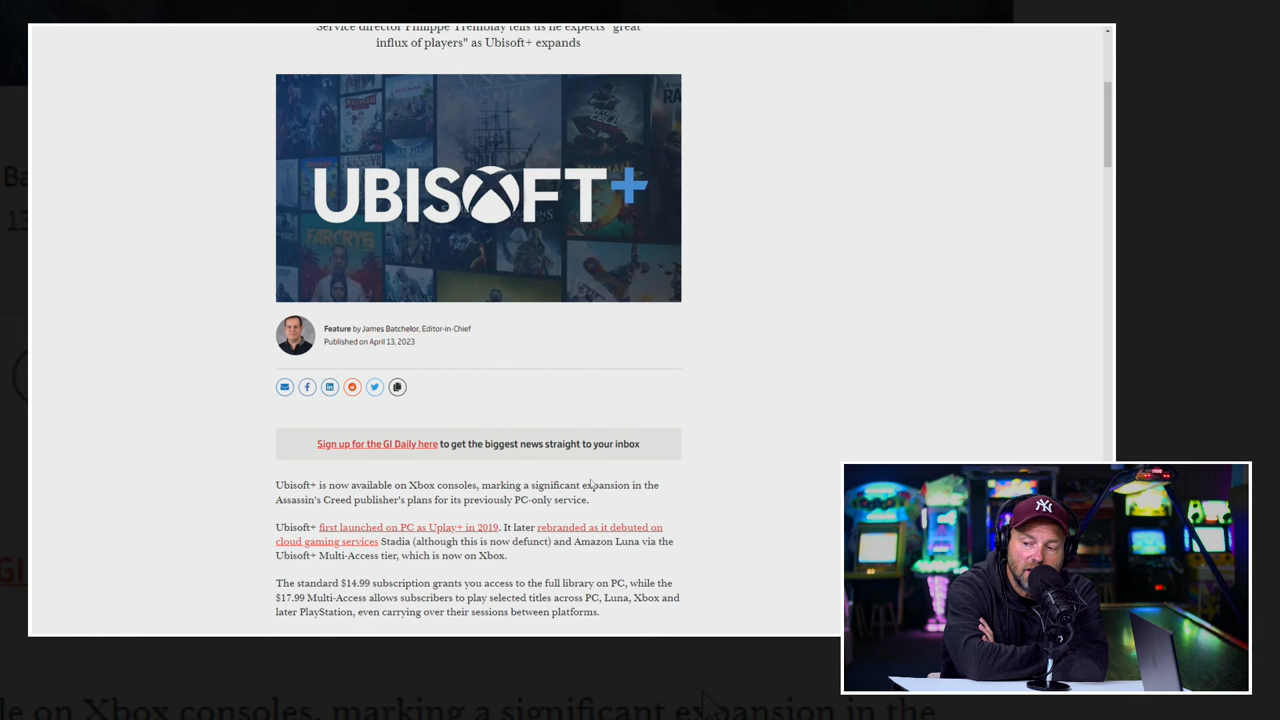 Service director Philippe Tremblay tells us he expects "great
influx of players" as Ubisoft+ expands
UBISOFT+
FARCRY6
Feature by James Batchelor, Editor-in-Chief
Published on April 13, 2023
Sign up for the GI Daily here to get the biggest news straight to your inbox
Ubisoft+ is now available on Xbox consoles, marking a significant expansion in the
Assassin's Creed publisher's plans for its previously PC-only service.
Ubisoft+ first launched on PC as Uplay+ in 2019. It later rebranded as it debuted on
cloud gaming services Stadia (although this is now defunct) and Amazon Luna via the
Ubisoft+ Multi-Access tier, which is now on Xbox.
The standard $14.99 subscription grants you access to the full library on PC, while the
$17.99 Multi-Access allows subscribers to play selected titles across PC, Luna, Xbox and
later PlayStation, even carrying over their sessions between platforms.
Ba
13
GI
le on Xbox consoles, marking a significant expansion in the